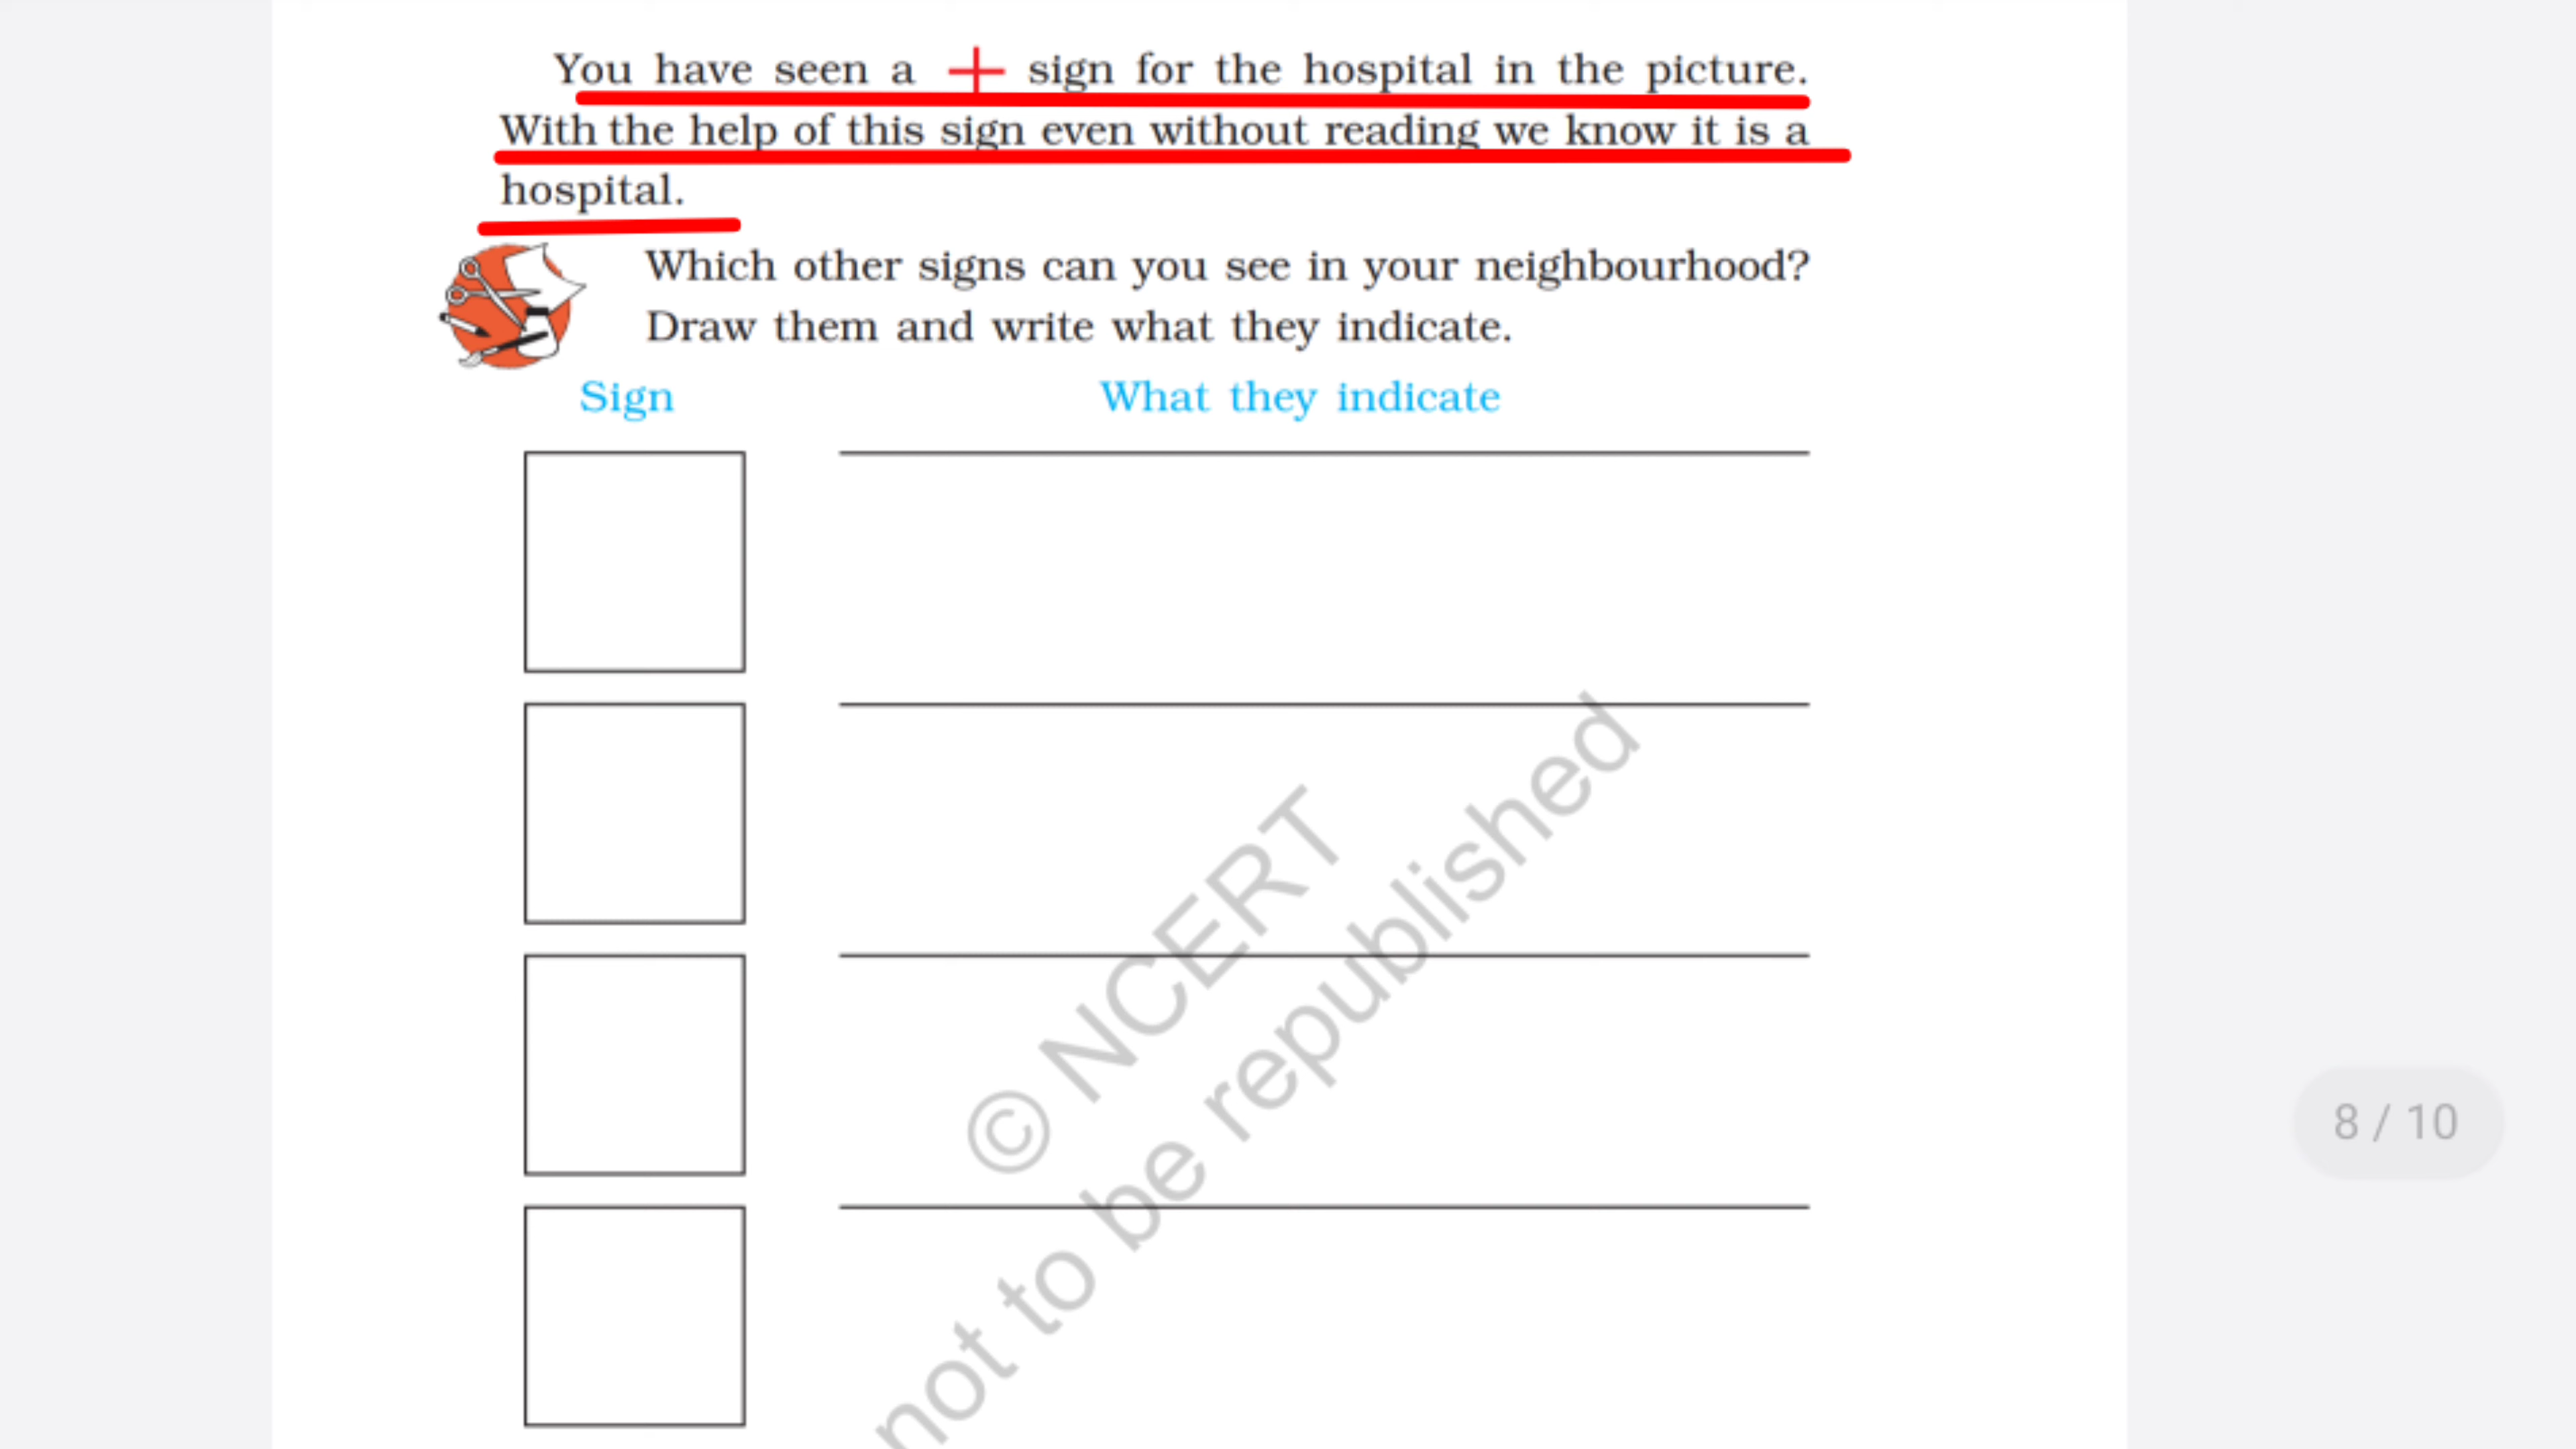 You have seen a + sign for the hospital in the picture.
With the help of this sign even without reading we know it is a
hospital.
Which other signs can you see in your neighbourhood?
Draw them and write what they indicate.
Sign What they indicate
© NCERT
not to be republished
8 / 10